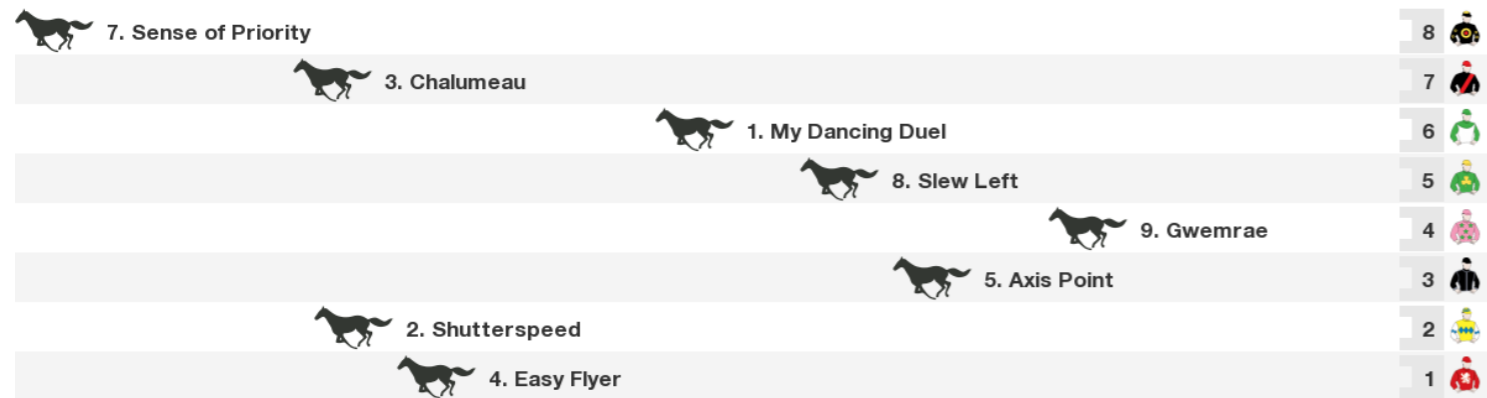 7. Sense of Priority 8
3. Chalumeau 7
1. My Dancing Duel 6
8. Slew Left 5
9. Gwemrae 4
5. Axis Point 3
2. Shutterspeed 2
4. Easy Flyer 1